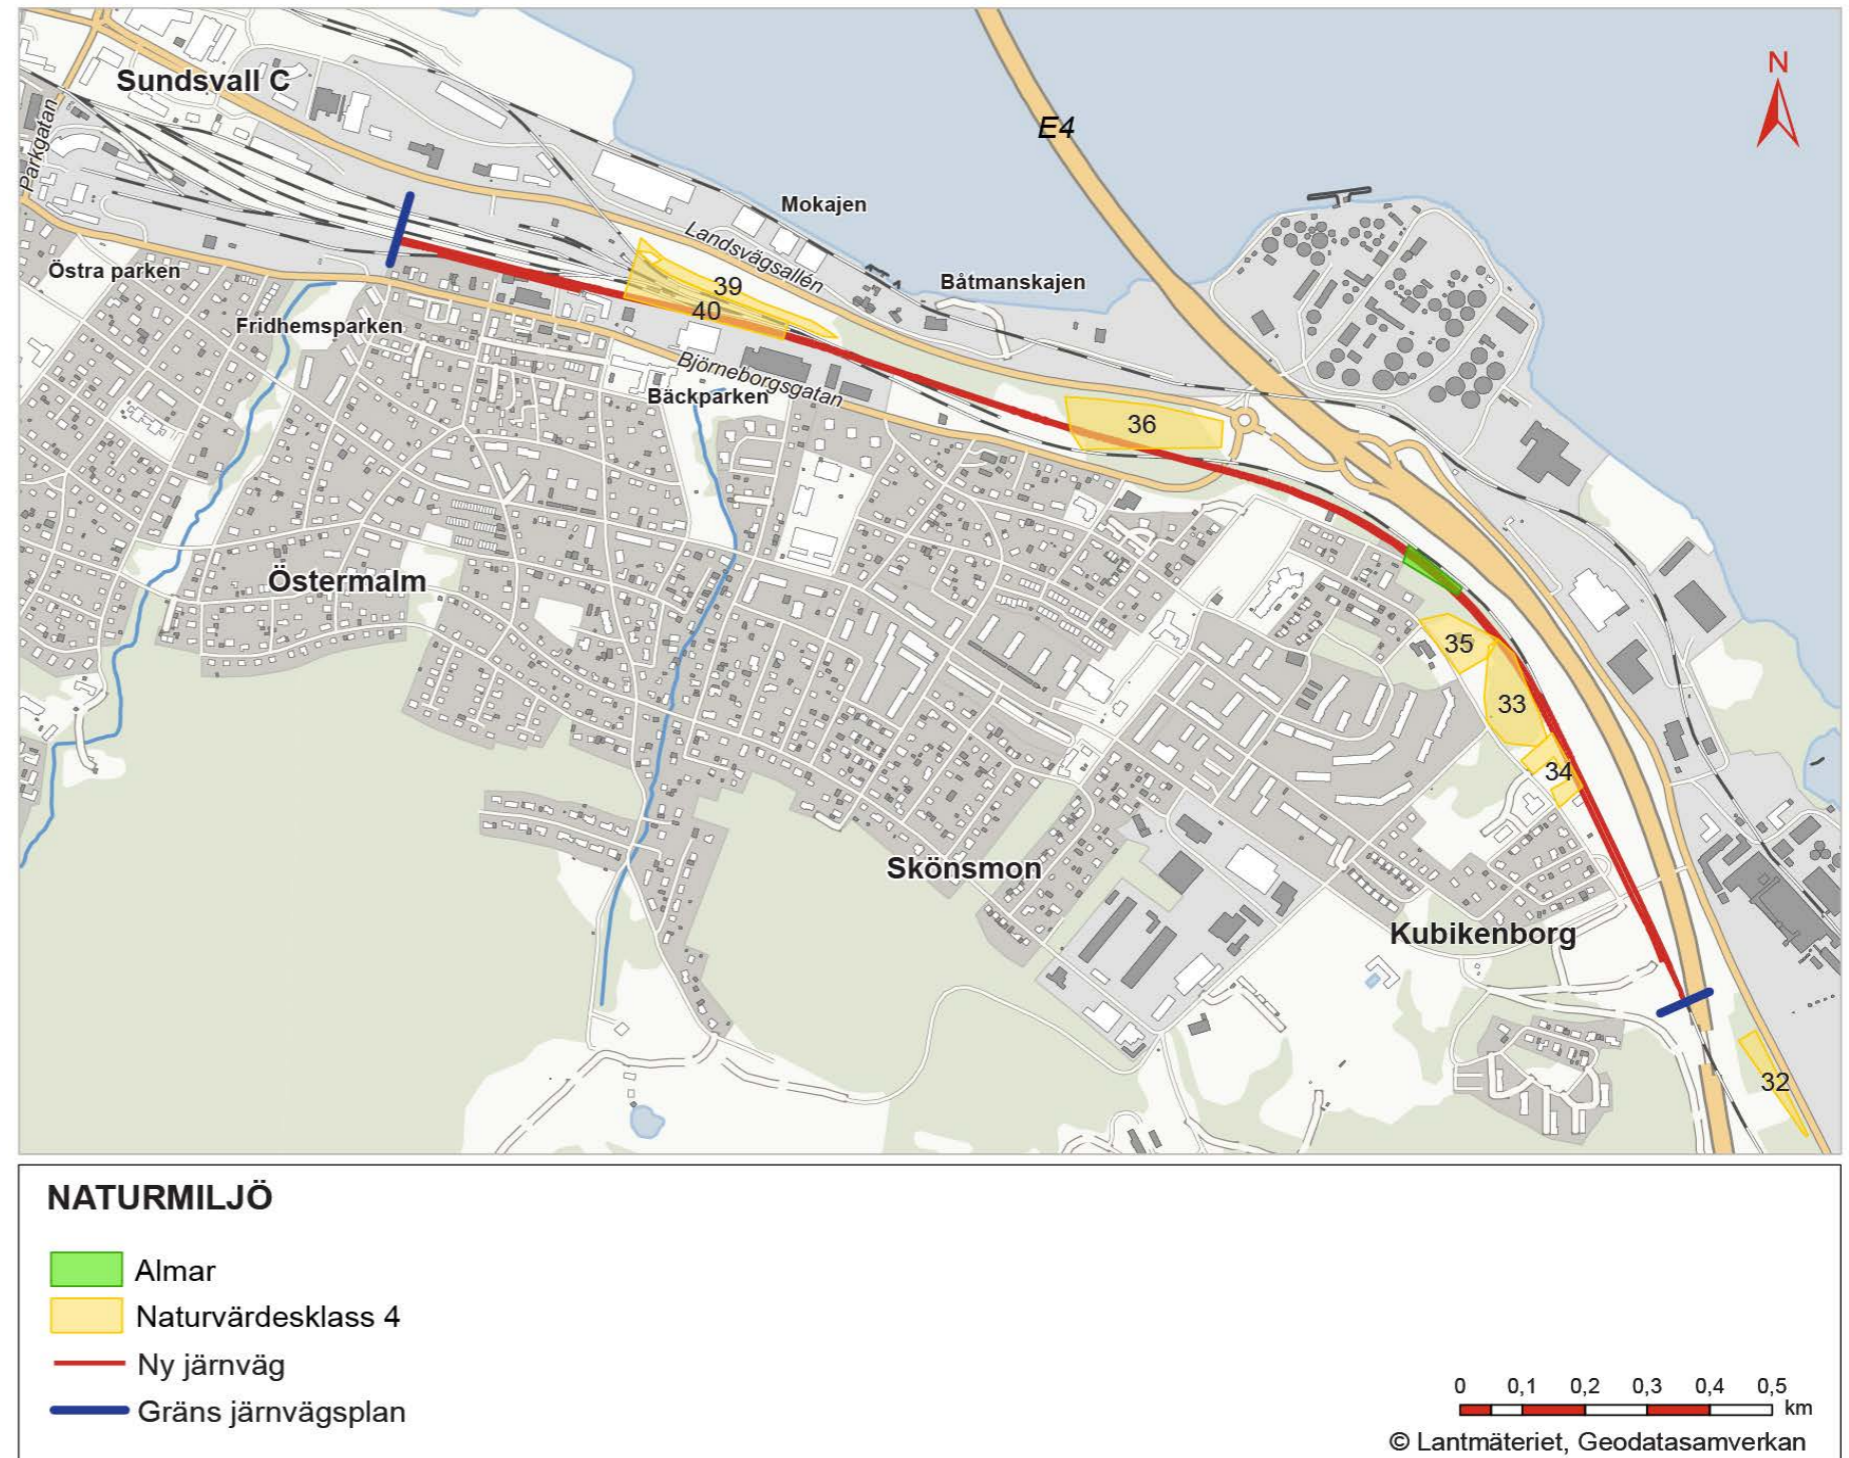 Sundsvall C
N
E4
Parkgatan
Mokajen
Landsvägsallén
Östra parken
39
Båtmanskajen
40
Fridhemsparken
Björneborgsgatan
Bäckparken
36
Östermalm
35
33
34
Skönsmon
Kubikenborg
32
NATURMILJÖ
Almar
Naturvärdesklass 4
Ny järnväg
Gräns järnvägsplan
0 0,1 0,2 0,3 0,4 0,5
km
© Lantmäteriet, Geodatasamverkan